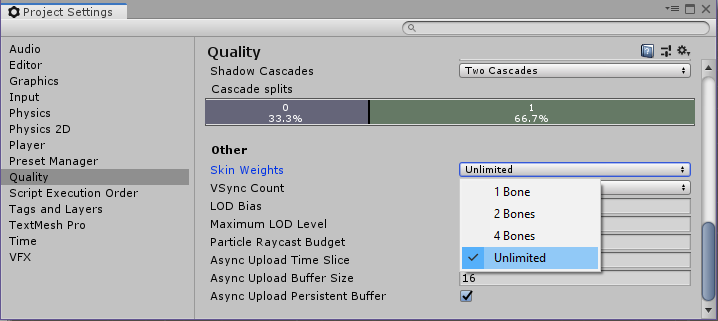 Project Settings
Audio
Editor
Graphics
Input
Physics
Physics 2D
Player
Preset Manager
Quality
Script Execution Order
Tags and Layers
TextMesh Pro
Time
VFX
Quality
Shadow Cascades Two Cascades
Cascade splits
0 1
33.3% 66.7%
Other
Skin Weights Unlimited
VSync Count
LOD Bias
Maximum LOD Level
Particle Raycast Budget
Async Upload Time Slice
Async Upload Buffer Size 16
Async Upload Persistent Buffer
1 Bone
2 Bones
4 Bones
Unlimited